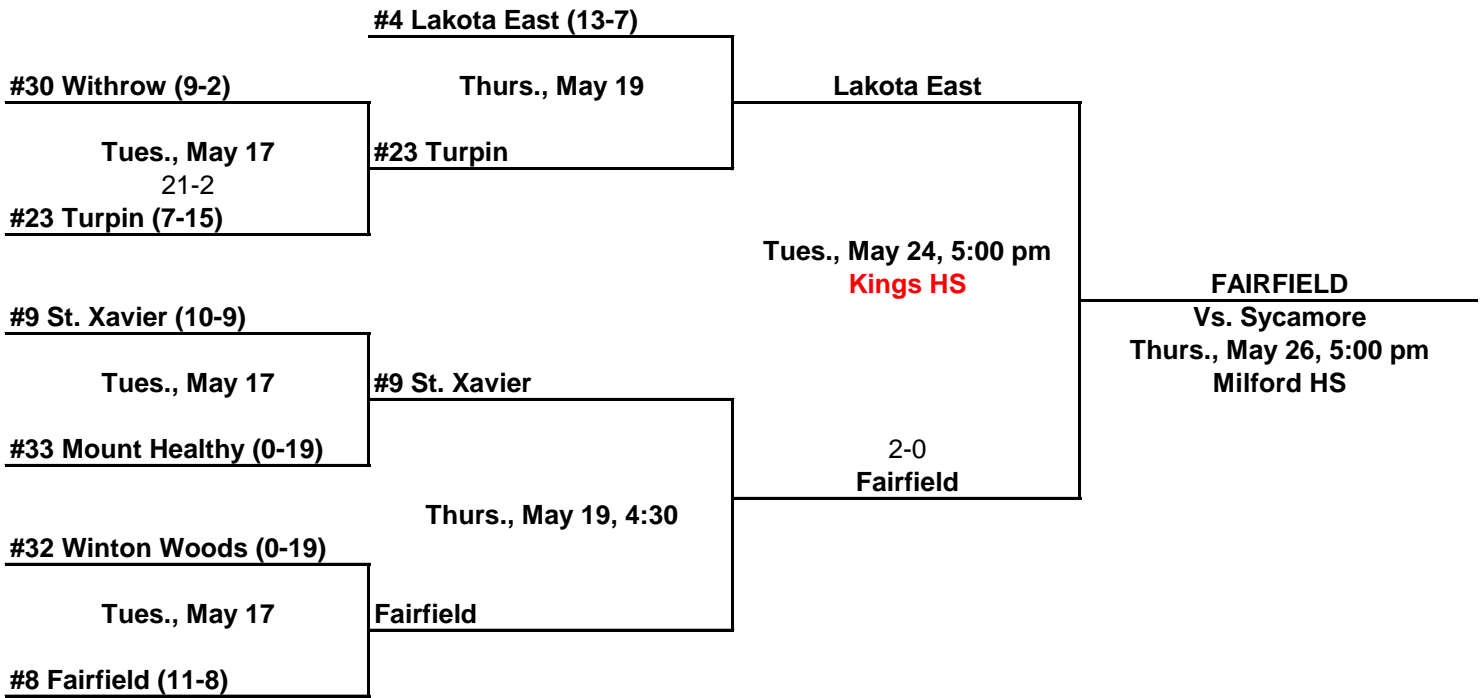 #4 Lakota East (13-7)
#30 Withrow (9-2)
Thurs., May 19
Lakota East
Tues., May 17
#23 Turpin
21-2
#23 Turpin (7-15)
Tues., May 24, 5:00 pm
Kings HS
FAIRFIELD
#9 St. Xavier (10-9)
Vs. Sycamore
Thurs., May 26, 5:00 pm
Tues., May 17
#9 St. Xavier
Milford HS
#33 Mount Healthy (0-19)
2-0
Fairfield
Thurs., May 19, 4:30
#32 Winton Woods (0-19)
Tues., May 17
Fairfield
#8 Fairfield (11-8)